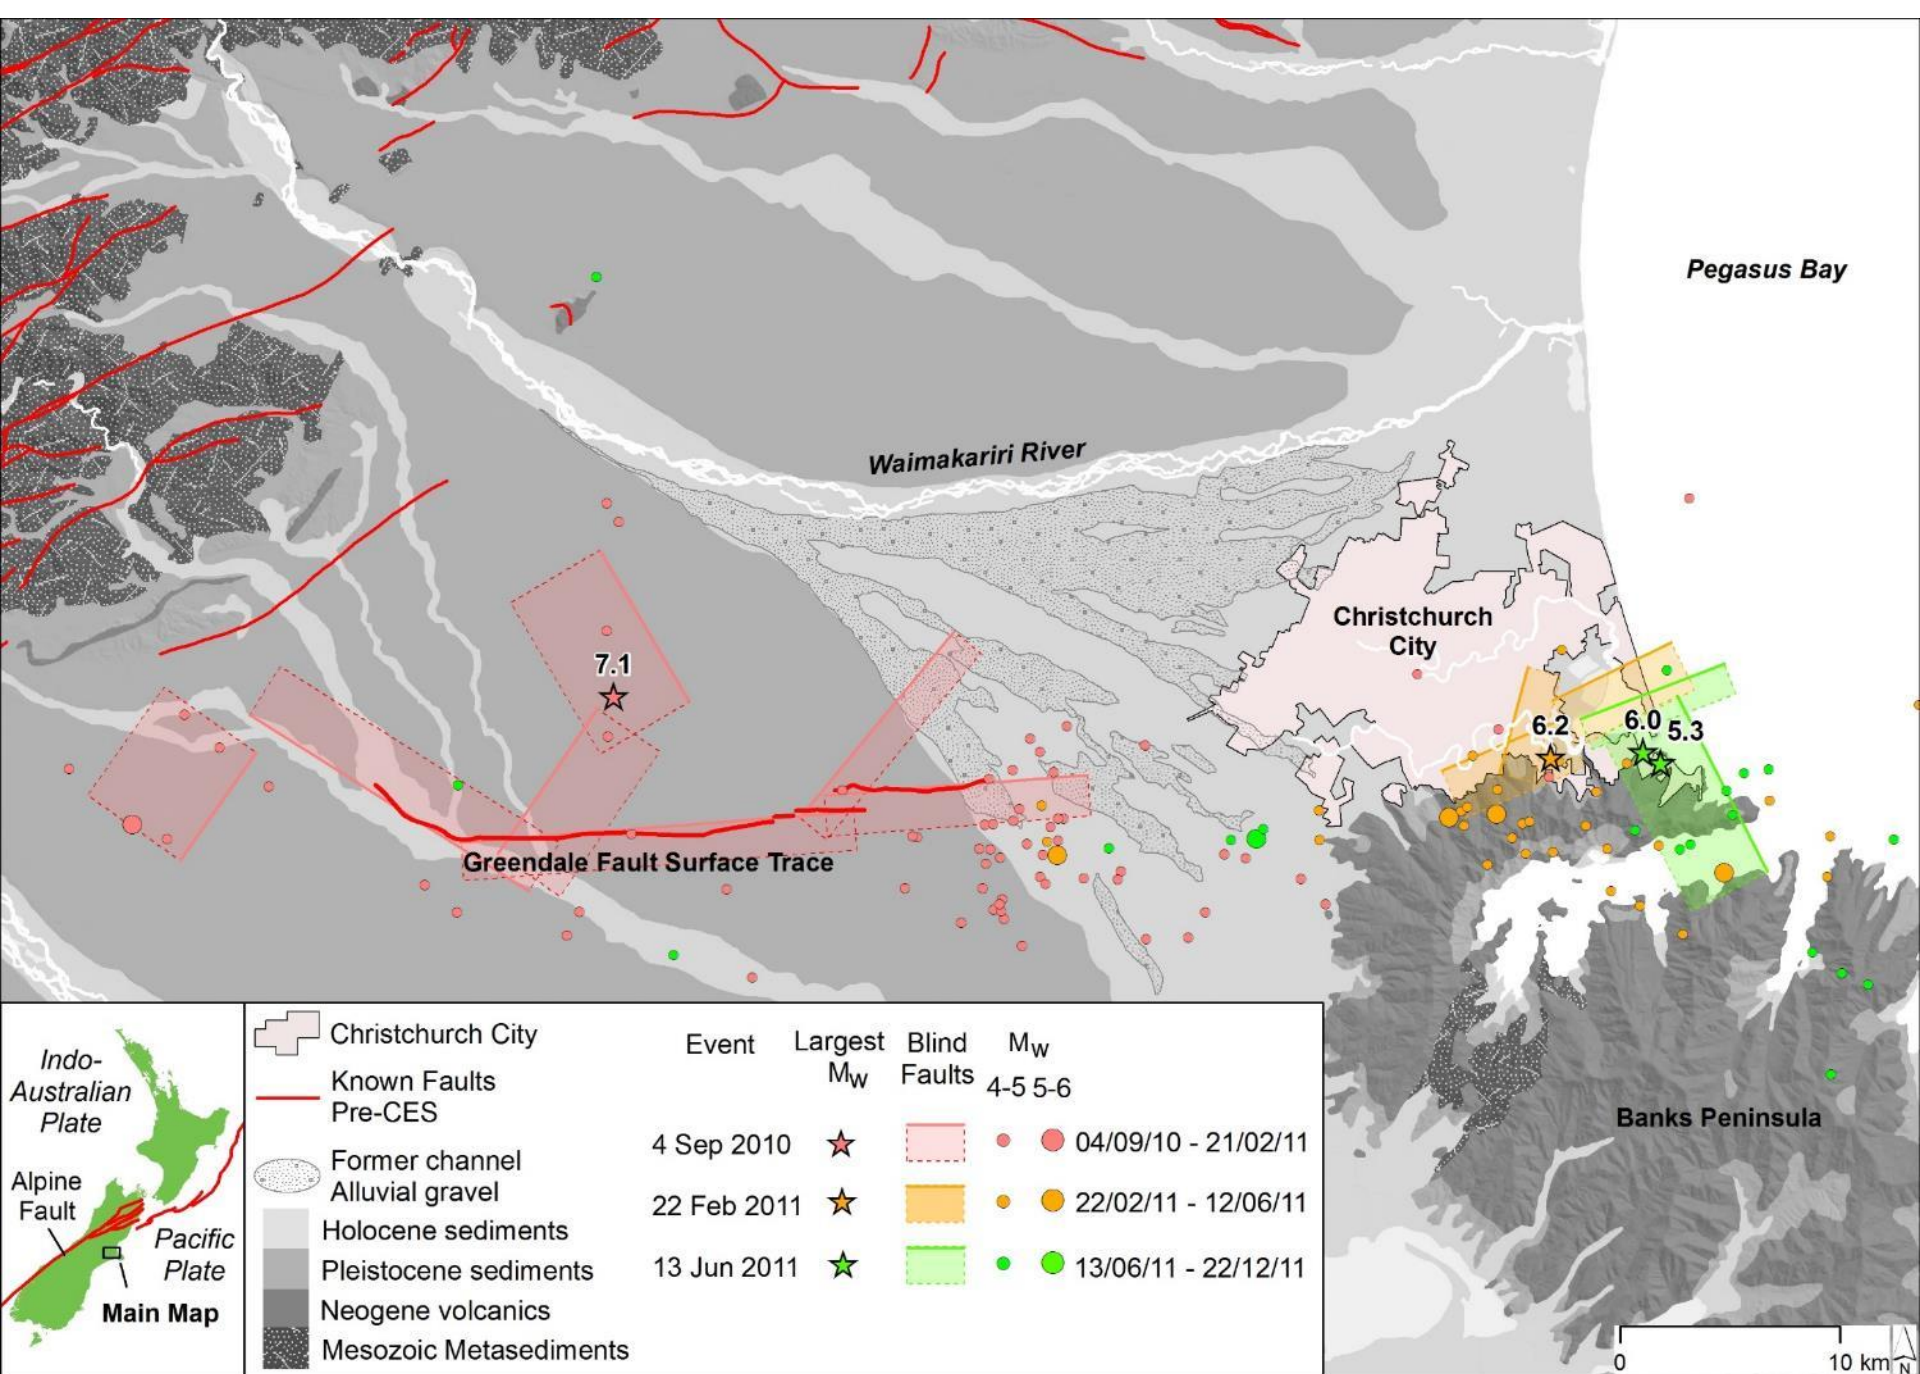 Pegasus Bay
Waimakariri River
Christchurch
City
7.1
6.2
6.0
5.3
Greendale Fault Surface Trace
Banks Peninsula
Indo-
Australian
Plate
Alpine
Fault
Pacific
Plate
Main Map
Christchurch City
Known Faults
Pre-CES
Former channel
Alluvial gravel
Holocene sediments
Pleistocene sediments
Neogene volcanics
Mesozoic Metasediments
Event Largest Mw Blind Faults Mw
4-5 5-6
4 Sep 2010 04/09/10 - 21/02/11
22 Feb 2011 22/02/11 - 12/06/11
13 Jun 2011 13/06/11 - 22/12/11
0 10 km N